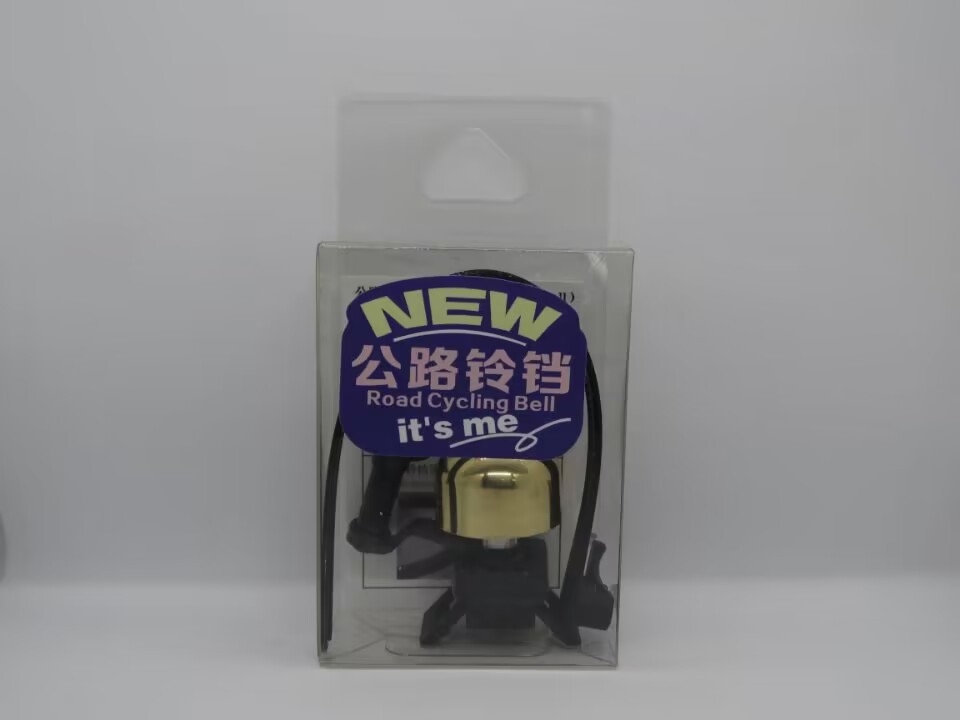 NEW
公路铃铛
Road Cycling Bell
it's me